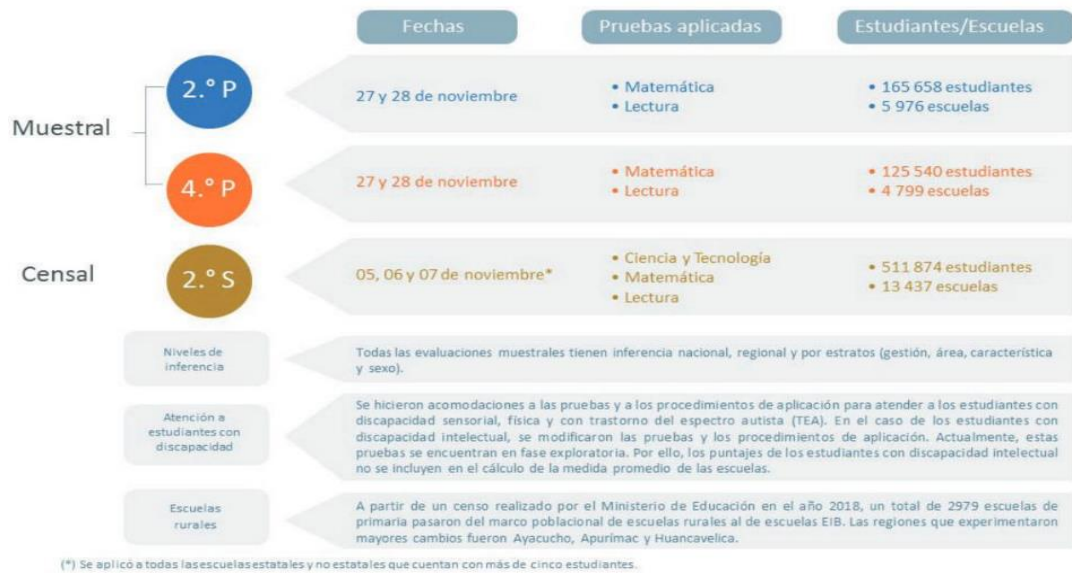 Fechas
Pruebas aplicadas
Estudiantes/Escuelas
Muestral
2.° P
27 y 28 de noviembre
• Matemática
• Lectura
• 165 658 estudiantes
• 5 976 escuelas
4.° P
27 y 28 de noviembre
• Matemática
• Lectura
• 125 540 estudiantes
• 4 799 escuelas
Censal
2.° S
05, 06 y 07 de noviembre*
• Ciencia y Tecnología
• Matemática
• Lectura
• 511 874 estudiantes
• 13 437 escuelas
Niveles de
inferencia
Todas las evaluaciones muestrales tienen inferencia nacional, regional y por estratos (gestión, área, característica
y sexo).
Atención a
estudiantes con
discapacidad
Se hicieron acomodaciones a las pruebas y a los procedimientos de aplicación para atender a los estudiantes con
discapacidad sensorial, física y con trastorno del espectro autista (TEA). En el caso de los estudiantes con
discapacidad intelectual, se modificaron las pruebas y los procedimientos de aplicación. Actualmente, estas
pruebas se encuentran en fase exploratoria. Por ello, los puntajes de los estudiantes con discapacidad intelectual
no se incluyen en el cálculo de la medida promedio de las escuelas.
Escuelas
rurales
A partir de un censo realizado por el Ministerio de Educación en el año 2018, un total de 2979 escuelas de
primaria pasaron del marco poblacional de escuelas rurales al de escuelas EIB. Las regiones que experimentaron
mayores cambios fueron Ayacucho, Apurímac y Huancavelica.
(*) Se aplicó a todas las escuelas estatales y no estatales que cuentan con más de cinco estudiantes.